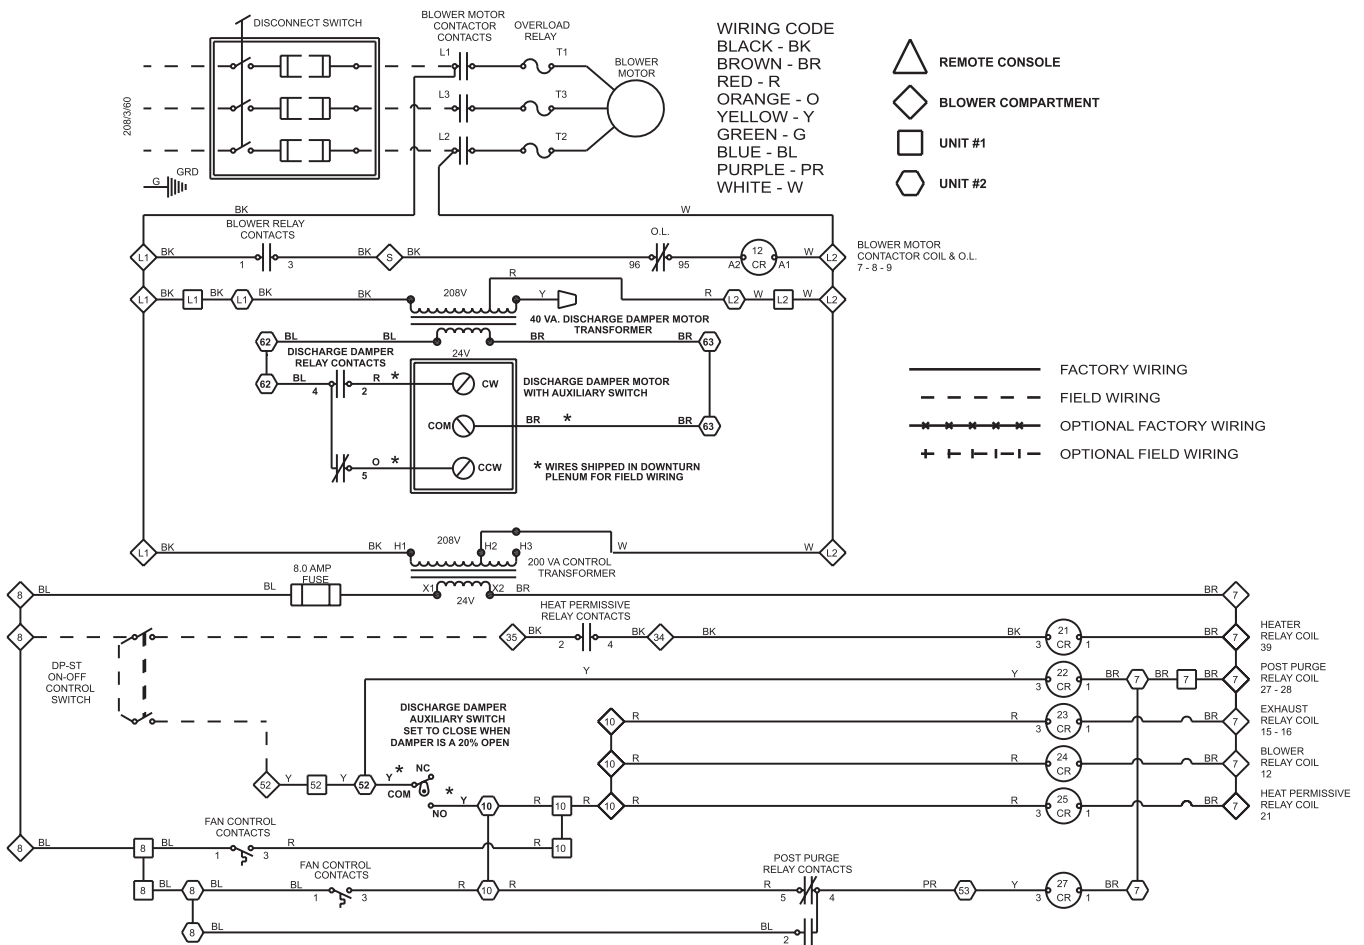 DISCONNECT SWITCH
BLOWER MOTOR
CONTACTOR
CONTACTS
OVERLOAD
RELAY
L1
T1
BLOWER
MOTOR
L3
T3
L2
T2
208/3/60
G
GRD
WIRING CODE
BLACK - BK
BROWN - BR
RED - R
ORANGE - O
YELLOW - Y
GREEN - G
BLUE - BL
PURPLE - PR
WHITE - W
REMOTE CONSOLE
BLOWER COMPARTMENT
UNIT #1
UNIT #2
BK
W
BLOWER RELAY
CONTACTS
L1
BK
1
3
BK
S
BK
O.L.
96
95
A2
12
CR
A1
W
L2
BLOWER MOTOR
CONTACTOR COIL & O.L.
7 - 8 - 9
L1
BK
L1
BK
L1
BK
BK
208V
R
Y
R
L2
W
L2
W
L2
40 VA. DISCHARGE DAMPER MOTOR
TRANSFORMER
62
BL
BL
24V
BR
BR
63
DISCHARGE DAMPER
RELAY CONTACTS
62
BL
4
R
2
*
CW
DISCHARGE DAMPER MOTOR
WITH AUXILIARY SWITCH
COM
BR
*
BR
63
O
5
*
CCW
* WIRES SHIPPED IN DOWNTURN
PLENUM FOR FIELD WIRING
FACTORY WIRING
FIELD WIRING
OPTIONAL FACTORY WIRING
OPTIONAL FIELD WIRING
L1
BK
BK
H1
208V
H2
H3
W
W
L2
200 VA CONTROL
TRANSFORMER
8
BL
BL
8.0 AMP
FUSE
X1
24V
X2
BR
BR
7
HEAT PERMISSIVE
RELAY CONTACTS
8
35
BK
2
4
BK
34
BK
BK
3
21
CR
1
BR
7
HEATER
RELAY COIL
39
DP-ST
ON-OFF
CONTROL
SWITCH
Y
Y
3
22
CR
1
BR
7
BR
7
BR
7
POST PURGE
RELAY COIL
27 - 28
DISCHARGE DAMPER
AUXILIARY SWITCH
SET TO CLOSE WHEN
DAMPER IS A 20% OPEN
10
R
R
3
23
CR
1
BR
7
EXHAUST
RELAY COIL
15 - 16
10
R
R
3
24
CR
1
BR
7
BLOWER
RELAY COIL
12
52
Y
52
Y
52
Y
*
COM
NC
NO
*
Y
10
R
10
R
10
R
R
3
25
CR
1
BR
7
HEAT PERMISSIVE
RELAY COIL
21
FAN CONTROL
CONTACTS
8
BL
8
BL
1
3
R
R
10
FAN CONTROL
CONTACTS
8
BL
8
BL
BL
1
3
R
10
R
POST PURGE
RELAY CONTACTS
R
5
4
PR
53
Y
3
27
CR
1
BR
7
8
BL
BL
2